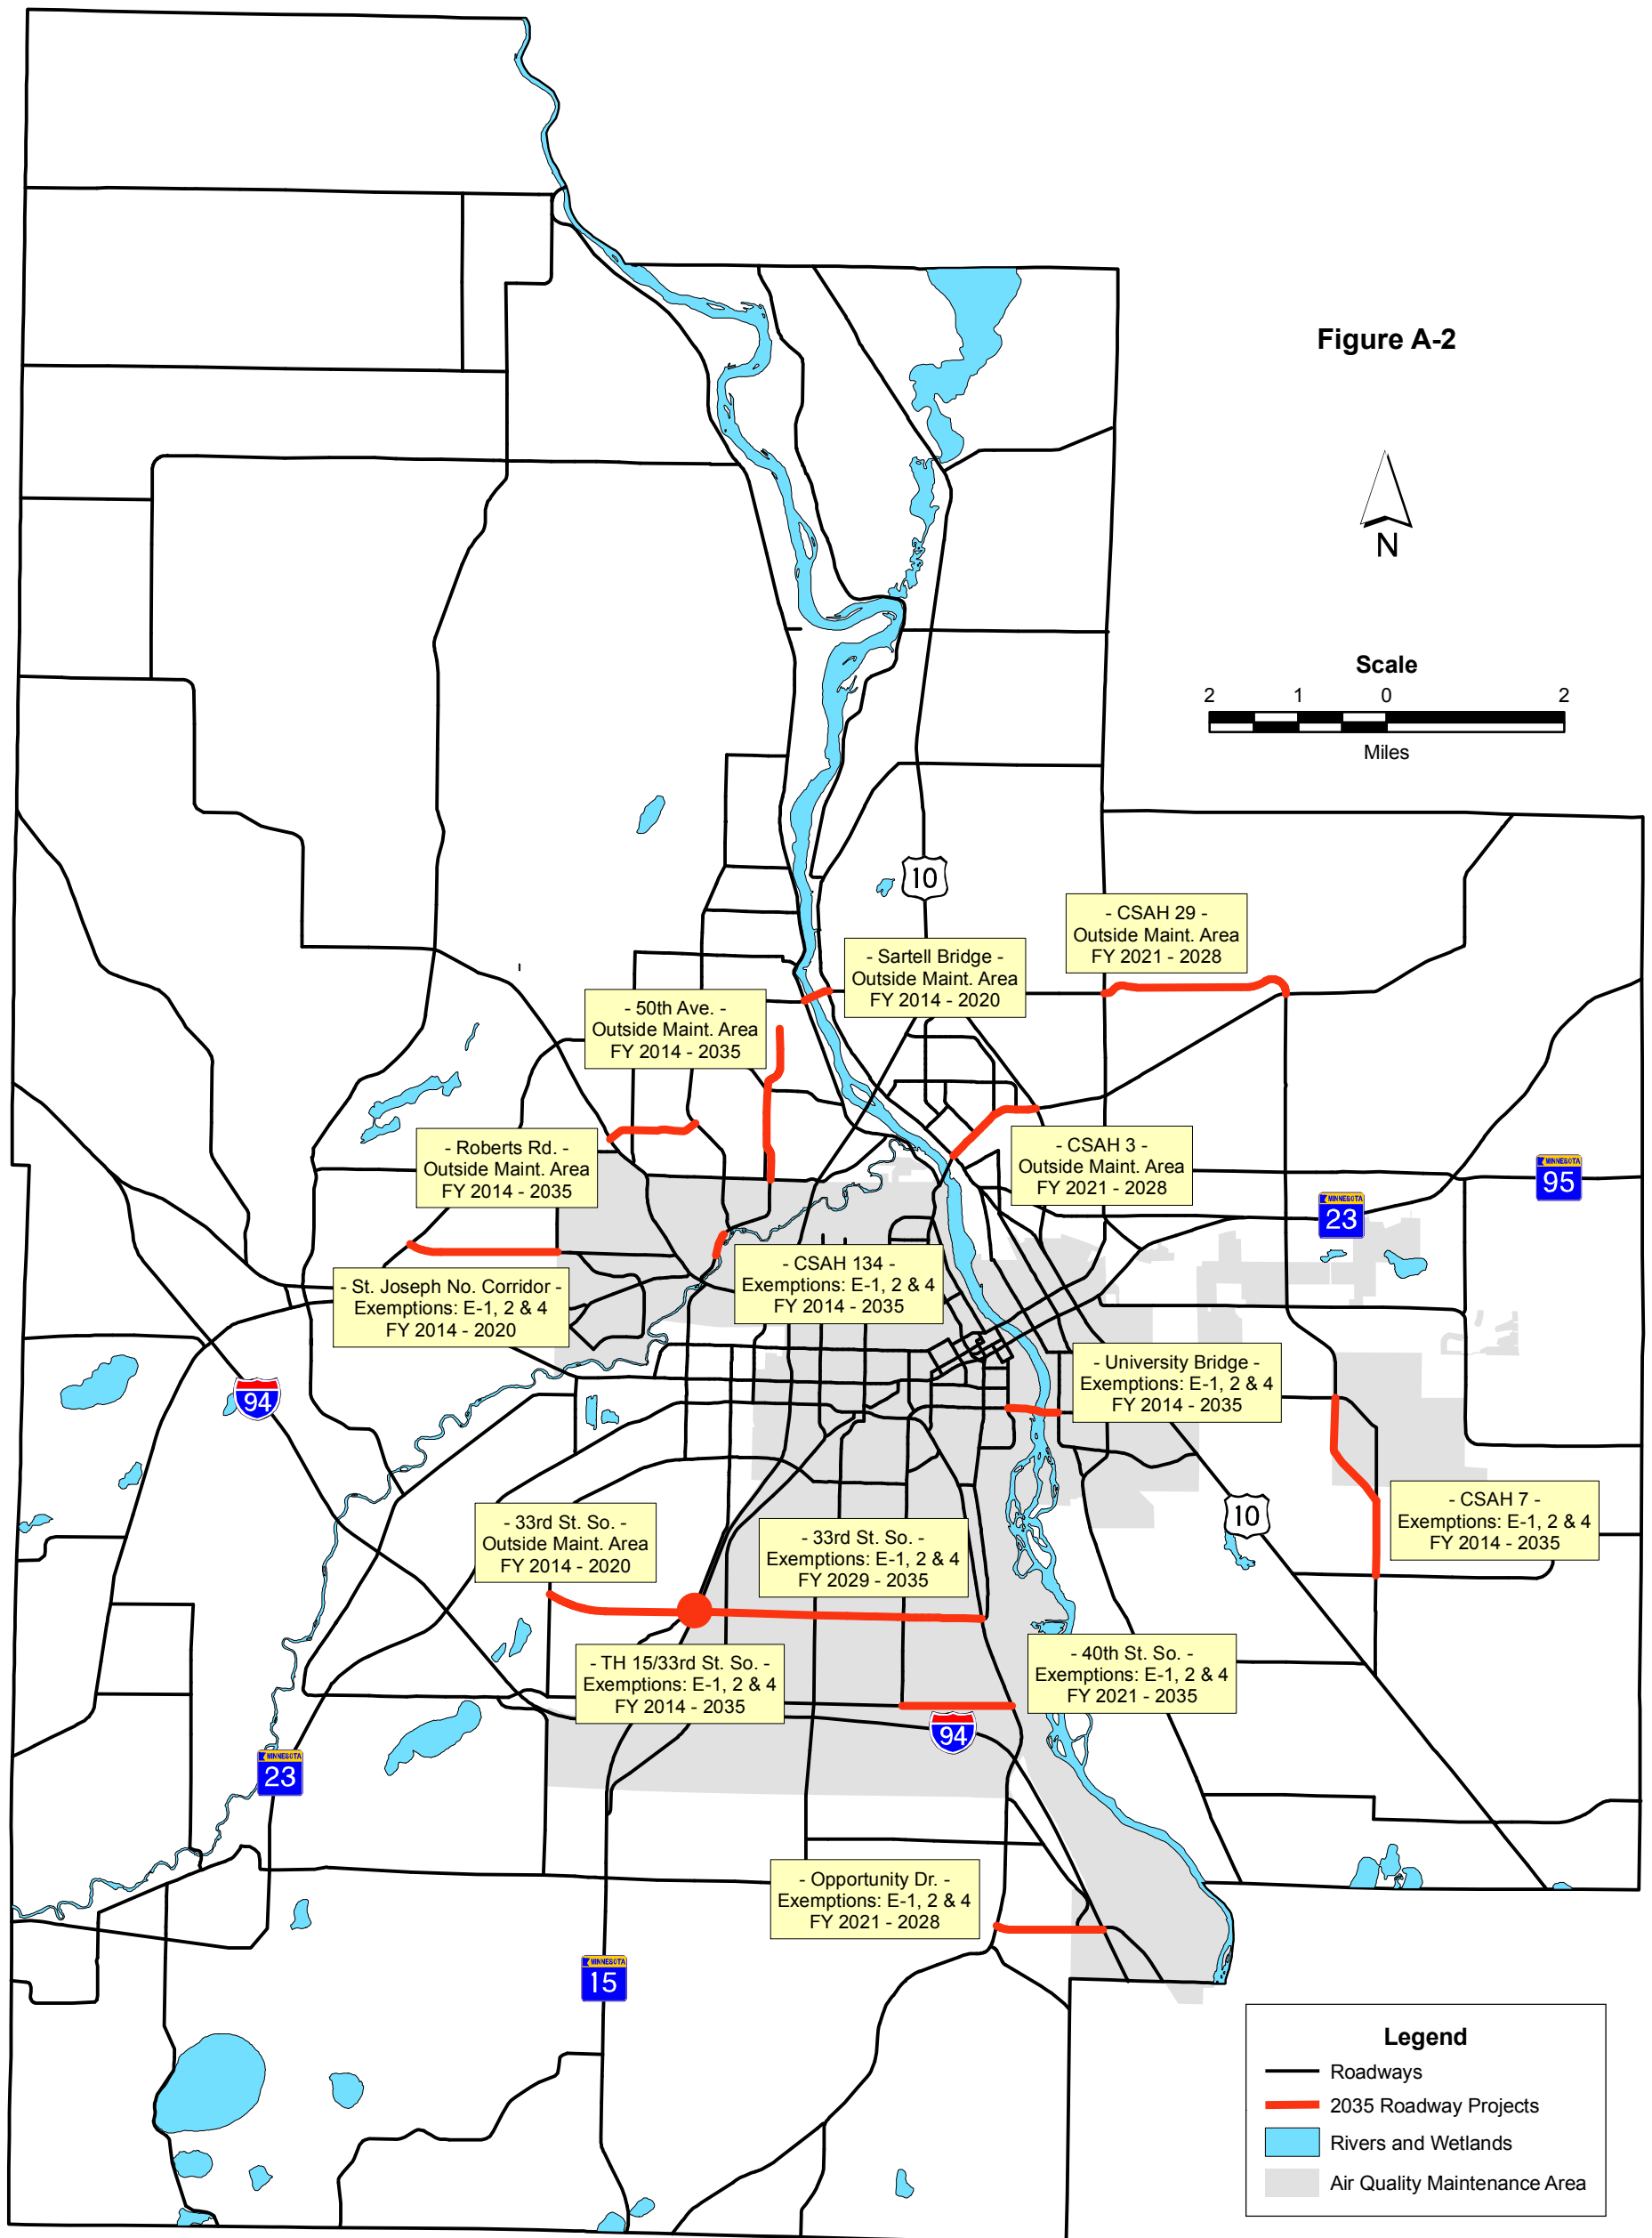 Figure A-2
N
Scale
2 1 0 2
Miles
10
- CSAH 29 -
Outside Maint. Area
FY 2021 - 2028
- Sartell Bridge -
Outside Maint. Area
FY 2014 - 2020
- 50th Ave. -
Outside Maint. Area
FY 2014 - 2035
- Roberts Rd. -
Outside Maint. Area
FY 2014 - 2035
- CSAH 3 -
Outside Maint. Area
FY 2021 - 2028
MINNESOTA
95
MINNESOTA
23
- CSAH 134 -
Exemptions: E-1, 2 & 4
FY 2014 - 2035
- St. Joseph No. Corridor -
Exemptions: E-1, 2 & 4
FY 2014 - 2020
94
- University Bridge -
Exemptions: E-1, 2 & 4
FY 2014 - 2035
- CSAH 7 -
Exemptions: E-1, 2 & 4
FY 2014 - 2035
10
- 33rd St. So. -
Outside Maint. Area
FY 2014 - 2020
- 33rd St. So. -
Exemptions: E-1, 2 & 4
FY 2029 - 2035
- TH 15/33rd St. So. -
Exemptions: E-1, 2 & 4
FY 2014 - 2035
- 40th St. So. -
Exemptions: E-1, 2 & 4
FY 2021 - 2035
94
MINNESOTA
23
- Opportunity Dr. -
Exemptions: E-1, 2 & 4
FY 2021 - 2028
MINNESOTA
15
Legend
Roadways
2035 Roadway Projects
Rivers and Wetlands
Air Quality Maintenance Area